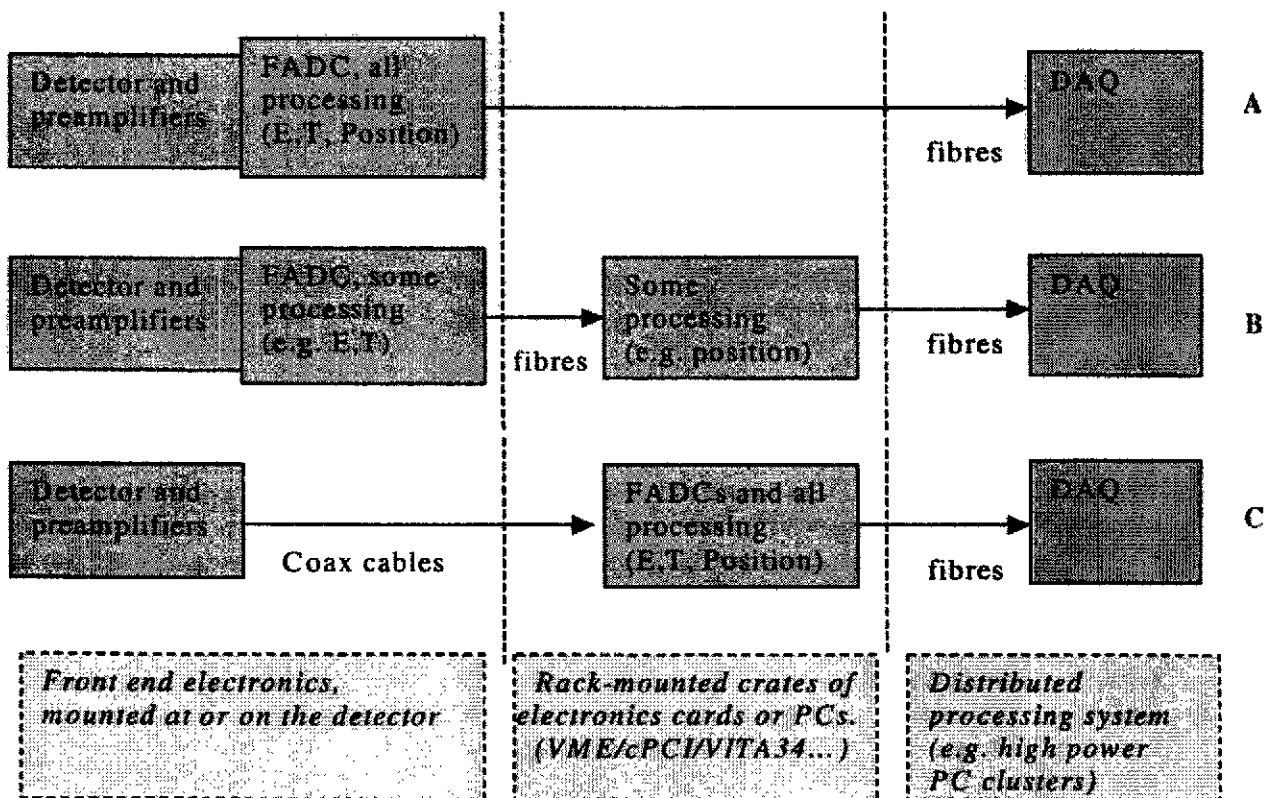 Detector and
preamplifiers
FADC, all
processing
(E,T, Position)
fibres
DAQ
A
Detector and
preamplifiers
FADC, some
processing
(e.g. E,T)
fibres
Some
processing
(e.g. position)
fibres
DAQ
B
Detector and
preamplifiers
Coax cables
FADCs and all
processing
(E,T, Position)
fibres
DAQ
C
Front end electronics,
mounted at or on the detector
Rack-mounted crates of
electronics cards or PCs.
(VME/cPCI/VITA34...)
Distributed
processing system
(e.g. high power
PC clusters)